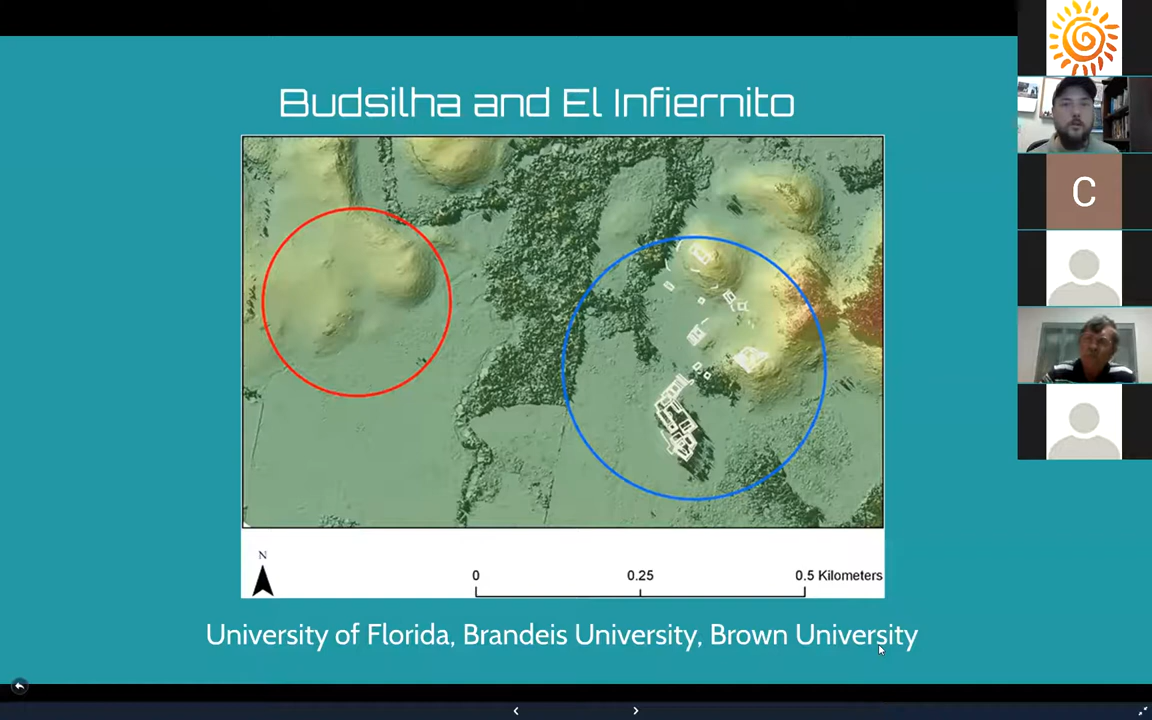 Budsilha and El Infiernito
N
0 0.25 0.5 Kilometers
University of Florida, Brandeis University, Brown University
C